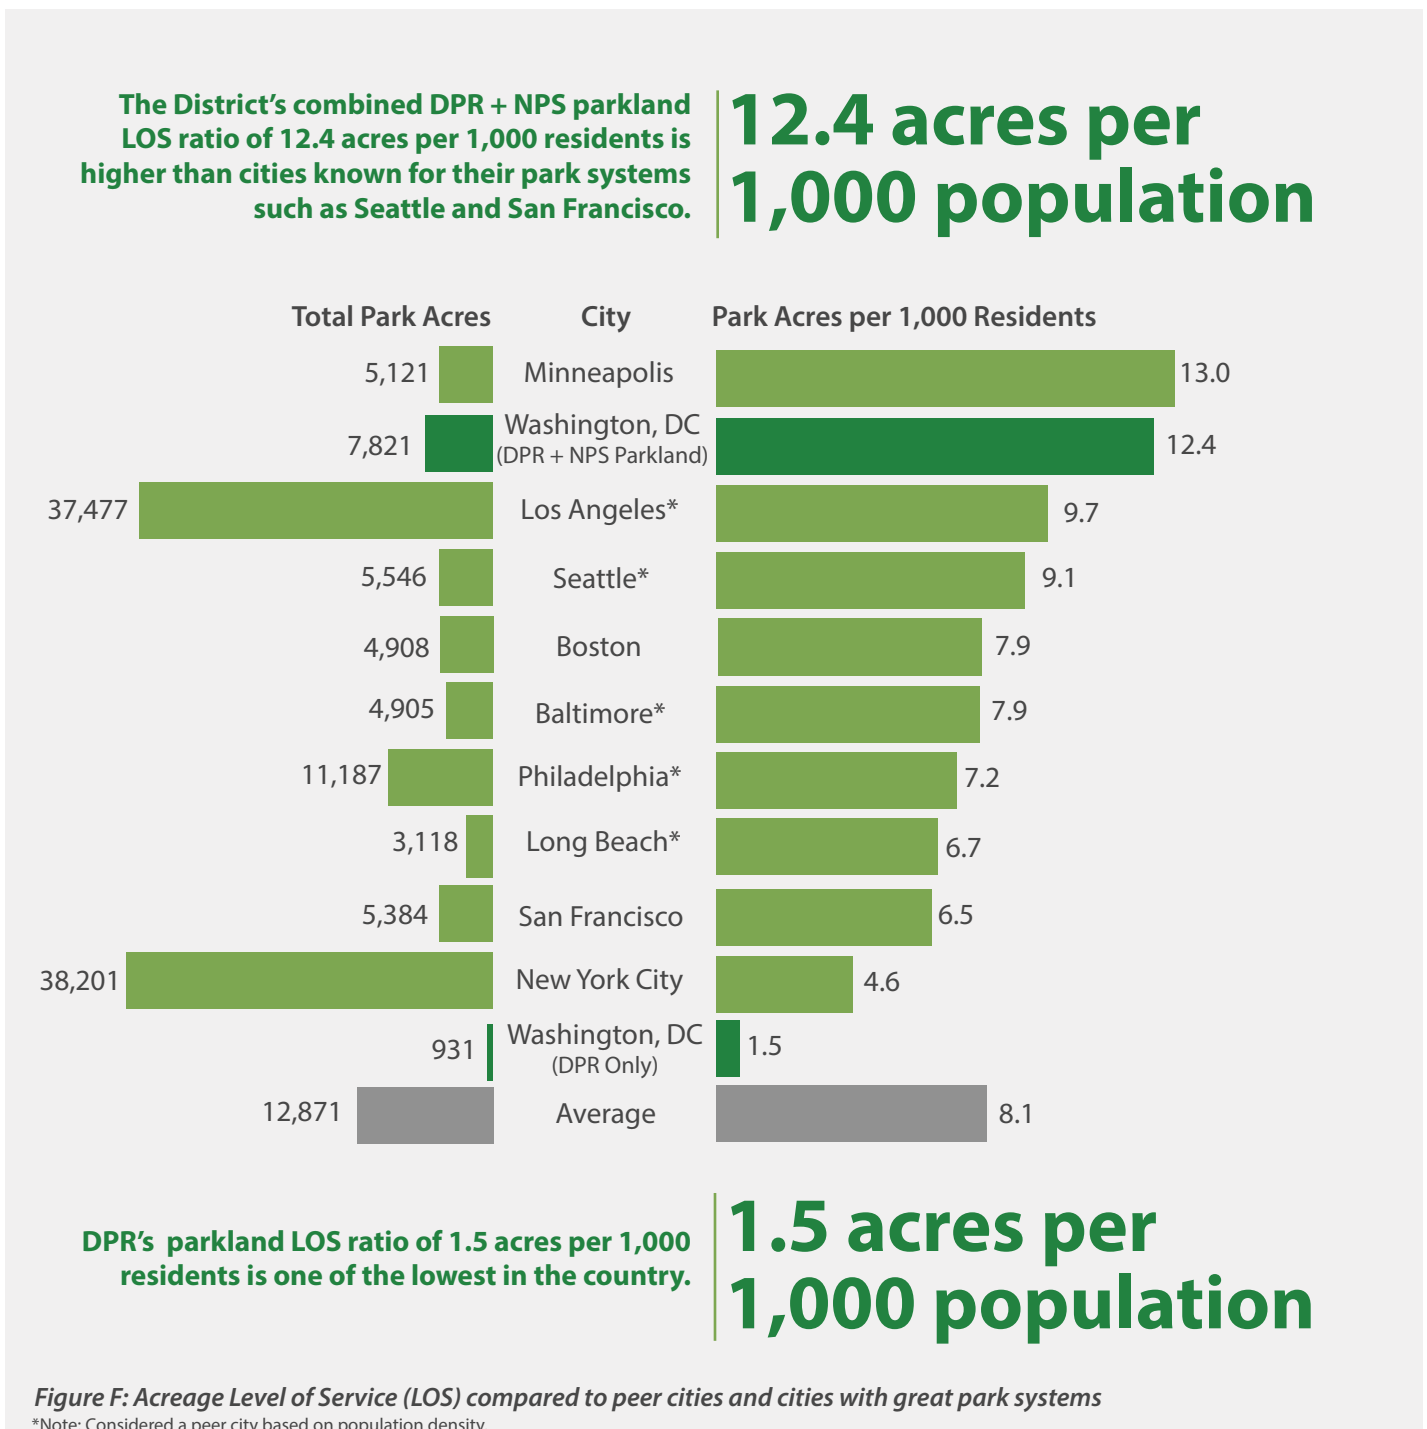 The District's combined DPR + NPS parkland
LOS ratio of 12.4 acres per 1,000 residents is
higher than cities known for their park systems
such as Seattle and San Francisco.
12.4 acres per
1,000 population
Total Park Acres City Park Acres per 1,000 Residents
5,121 Minneapolis 13.0
7,821 Washington, DC 12.4
(DPR + NPS Parkland)
37,477 Los Angeles* 9.7
5,546 Seattle* 9.1
4,908 Boston 7.9
4,905 Baltimore* 7.9
11,187 Philadelphia* 7.2
3,118 Long Beach* 6.7
5,384 San Francisco 6.5
38,201 New York City 4.6
931 Washington, DC 1.5
(DPR Only)
12,871 Average 8.1
DPR's  parkland LOS ratio of 1.5 acres per 1,000
residents is one of the lowest in the country.
1.5 acres per
1,000 population
Figure F: Acreage Level of Service (LOS) compared to peer cities and cities with great park systems
*Note: Considered a peer city based on population density